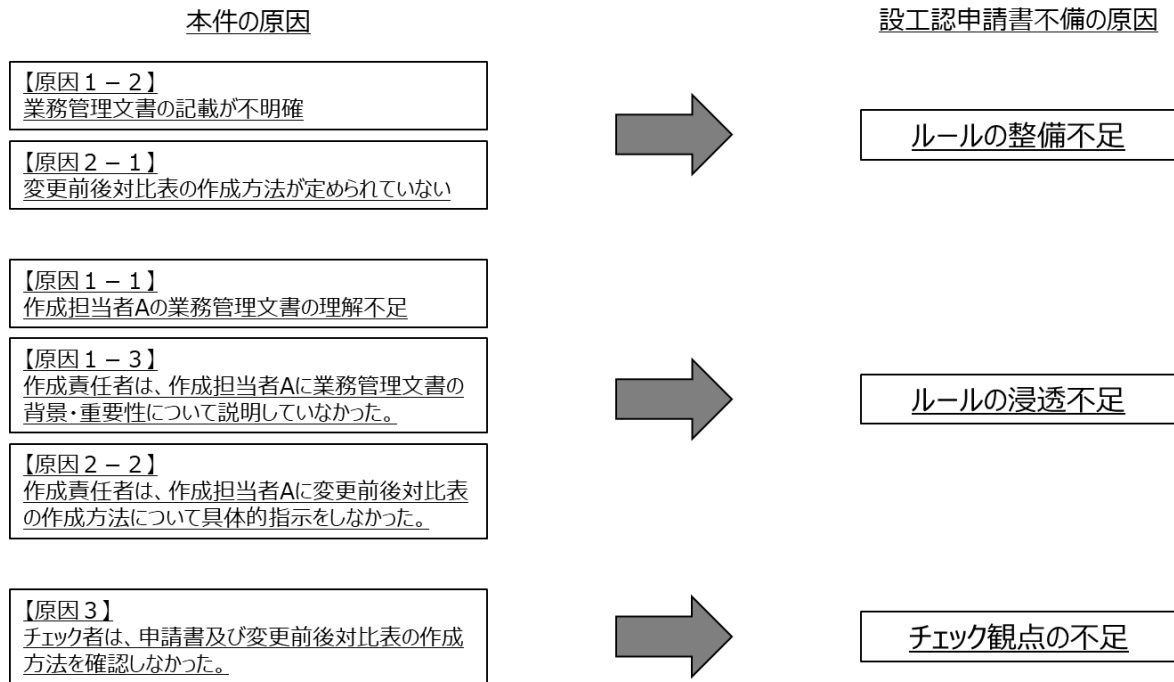 本件の原因
設工認申請書不備の原因
【原因1－2】
業務管理文書の記載が不明確
【原因2－1】
変更前後対比表の作成方法が定められていない
ルールの整備不足
【原因1－1】
作成担当者Aの業務管理文書の理解不足
【原因1－3】
作成責任者は、作成担当者Aに業務管理文書の
背景・重要性について説明していなかった。
【原因2－2】
作成責任者は、作成担当者Aに変更前後対比表
の作成方法について具体的指示をしなかった。
ルールの浸透不足
【原因3】
チェック者は、申請書及び変更前後対比表の作成
方法を確認しなかった。
チェック観点の不足